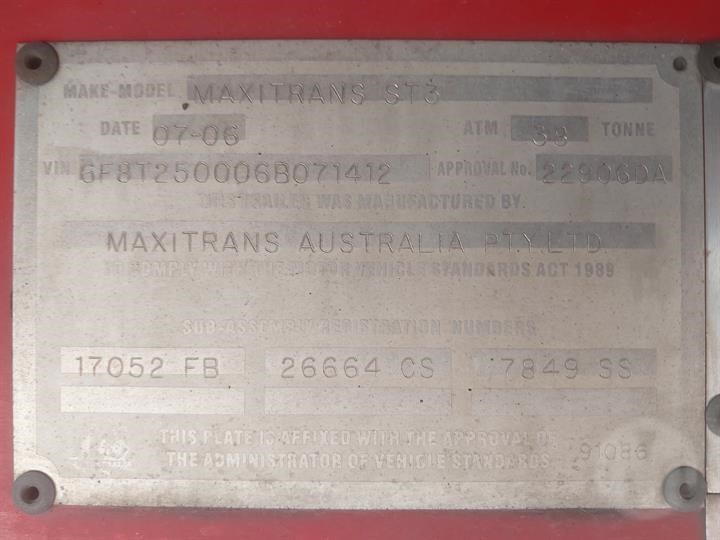 MAKE-MODEL MAXITRANS ST3
DATE 07-06 ATM 38 TONNE
VIN 6F8T250006B071412 APPROVAL No. 22906DA
THIS TRAILER WAS MANUFACTURED BY.
MAXITRANS AUSTRALIA PTY.LTD.
TO COMPLY WITH THE MOTOR VEHICLE STANDARDS ACT 1989
SUB-ASSEMBLY REGISTRATION NUMBERS
17052 FB 26664 CS 7849 SS
THIS PLATE IS AFFIXED WITH THE APPROVAL OF
THE ADMINISTRATOR OF VEHICLE STANDARDS 91086